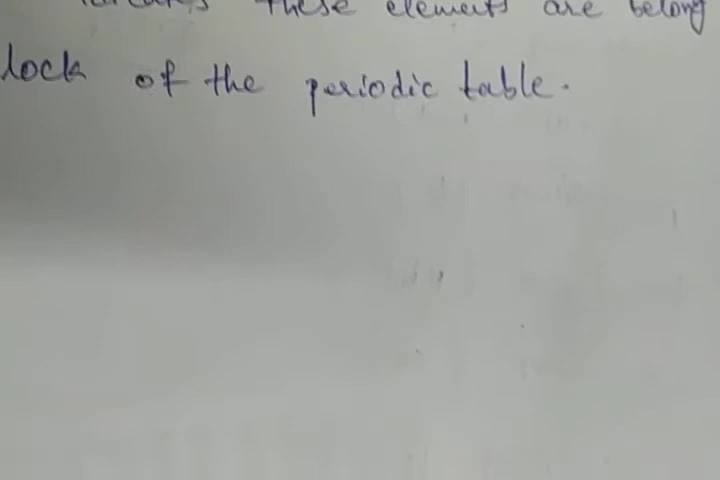 These elements are belong
lock of the periodic table.